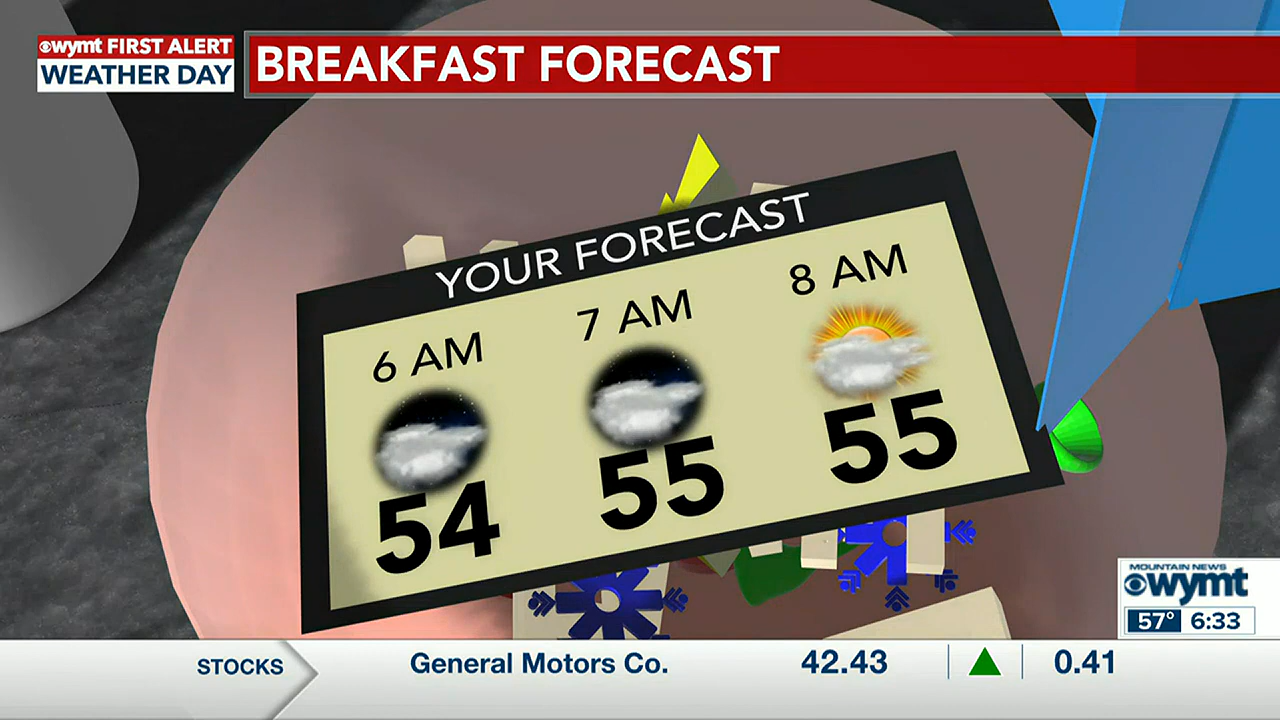 wymt FIRST ALERT
WEATHER DAY
BREAKFAST FORECAST
YOUR FORECAST
6 AM
7 AM
8 AM
54
55
55
MOUNTAIN NEWS
wymt
57° 6:33
STOCKS
General Motors Co.
42.43
0.41